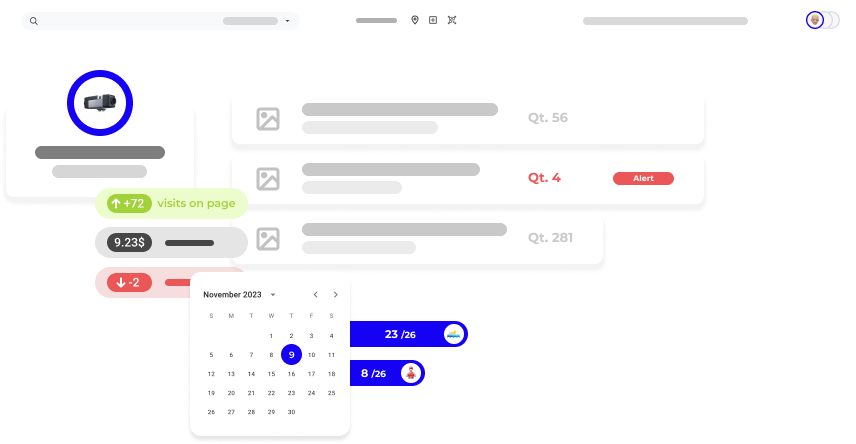 Qt. 56
Qt. 4
Alert
+72 visits on page
9.23$
Qt. 281
-2
November 2023
S M T W T F S
1 2 3 4
5 6 7 8 9 10 11
12 13 14 15 16 17 18
19 20 21 22 23 24 25
26 27 28 29 30
23 /26
8 /26